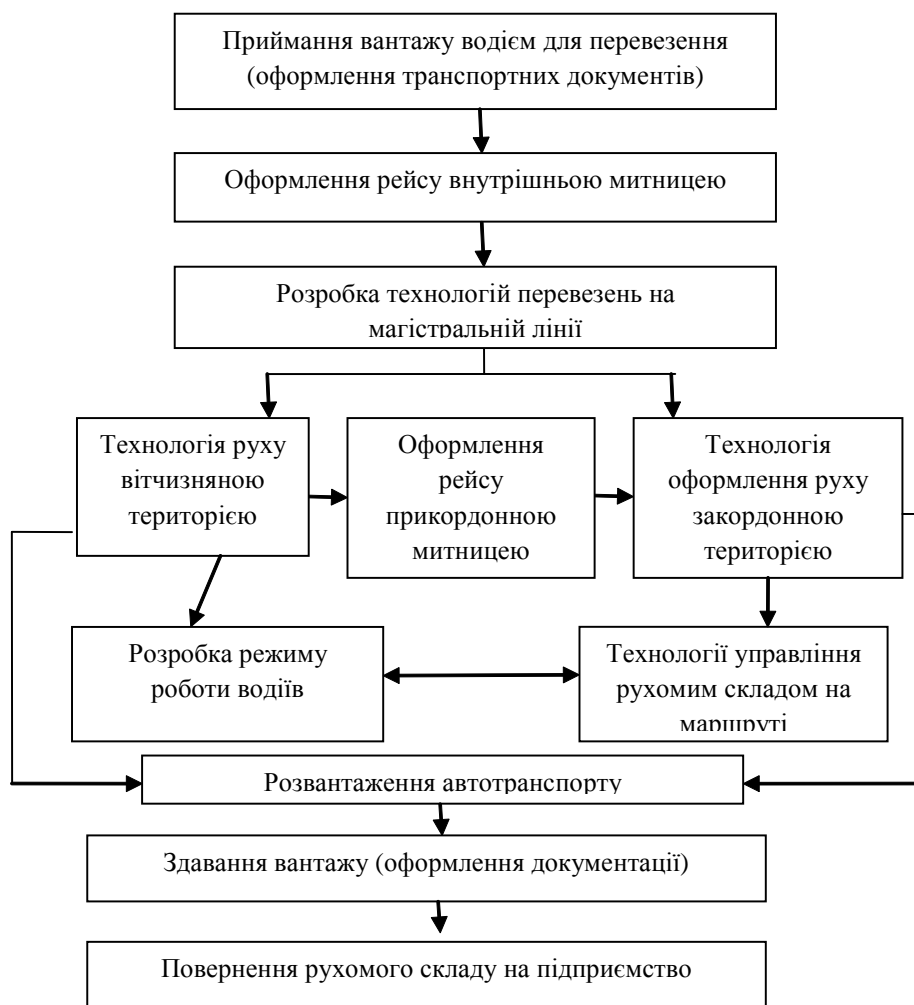 Приймання вантажу водієм для перевезення
(оформлення транспортних документів)
Оформлення рейсу внутрішньою митницею
Розробка технологій перевезень на
магістральній лінії
Технологія руху
вітчизняною
територією
Оформлення
рейсу
прикордонною
митницею
Технологія
оформлення руху
закордонною
територією
Розробка режиму
роботи водіїв
Технології управління
рухомим складом на
маршруті
Розвантаження автотранспорту
Здавання вантажу (оформлення документації)
Повернення рухомого складу на підприємство